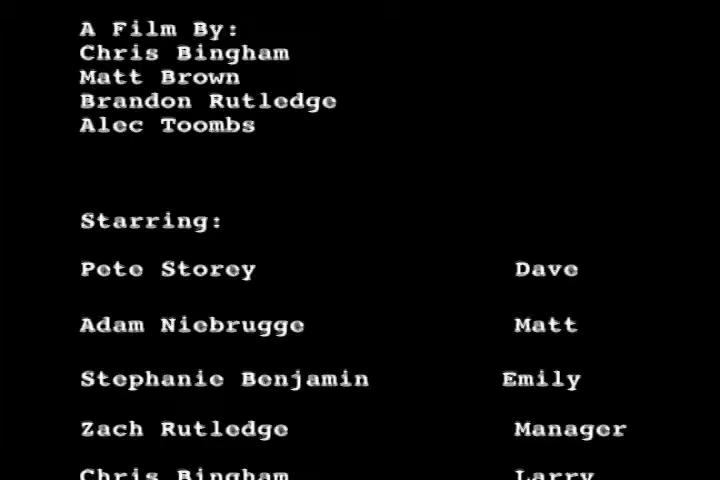 A Film By:
Chris Bingham
Matt Brown
Brandon Rutledge
Alec Toombs
Starring:
Pete Storey Dave
Adam Niebrugge Matt
Stephanie Benjamin Emily
Zach Rutledge Manager
Chris Bingham Larry